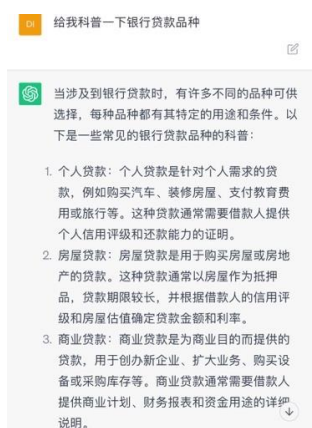 DI
给我科普一下银行贷款品种
当涉及到银行贷款时，有许多不同的品种可供
选择，每种品种都有其特定的用途和条件。以
下是一些常见的银行贷款品种的科普：
1. 个人贷款：个人贷款是针对个人需求的贷
款，例如购买汽车、装修房屋、支付教育费
用或旅行等。这种贷款通常需要借款人提供
个人信用评级和还款能力的证明。
2. 房屋贷款：房屋贷款是用于购买房屋或房地
产的贷款。这种贷款通常以房屋作为抵押
品，贷款期限较长，并根据借款人的信用评
级和房屋估值确定贷款金额和利率。
3. 商业贷款：商业贷款是为商业目的而提供的
贷款，用于创办新企业、扩大业务、购买设
备或采购库存等。商业贷款通常需要借款人
提供商业计划、财务报表和资金用途的详细
说明。